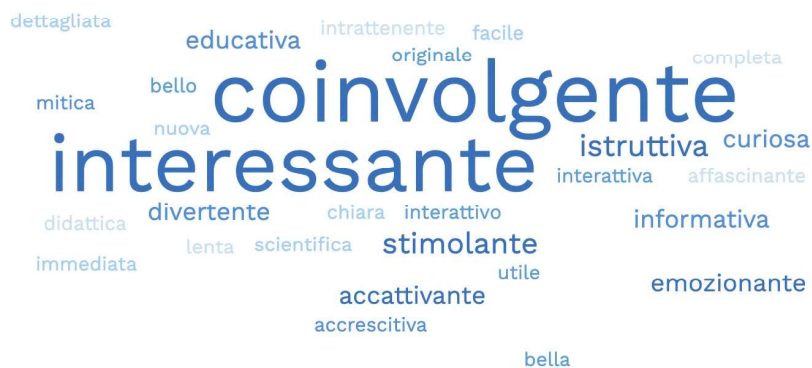 dettagliata
intrattenente
facile
educativa
originale
completa
bello
coinvolgente
mitica
nuova
interessante
istruttiva
curiosa
interattiva
affascinante
didattica
divertente
chiara
interattivo
informativa
lenta
scientifica
stimolante
immediata
utile
emozionante
accattivante
accrescitiva
bella